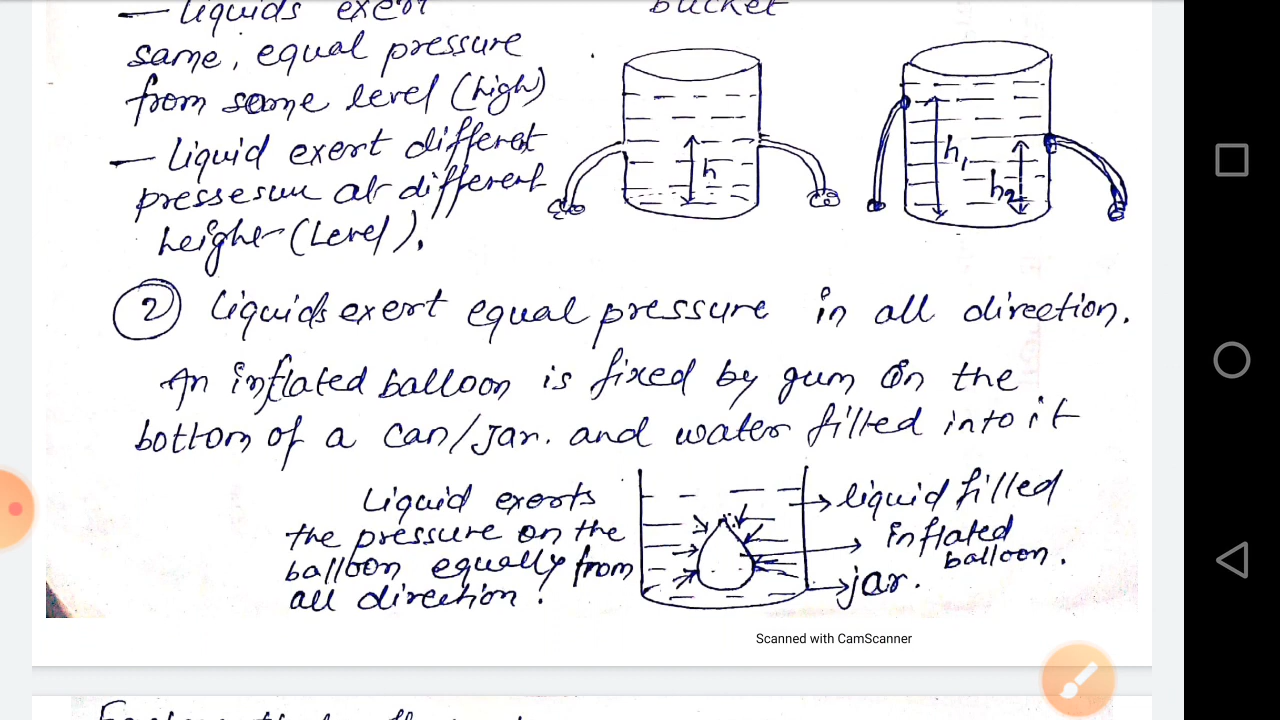 — liquids exert
bucket
same, equal pressure
from same level (high)
— Liquid exert different
pressesure at different
height (Level).
h
h1
h2
2 liquids exert equal pressure in all direction.
An inflated balloon is fixed by gum on the
bottom of a can/jar. and water filled into it
Liquid exerts
the pressure on the
balloon equally from
all direction.
liquid filled
inflated
balloon.
jar.
Scanned with CamScanner